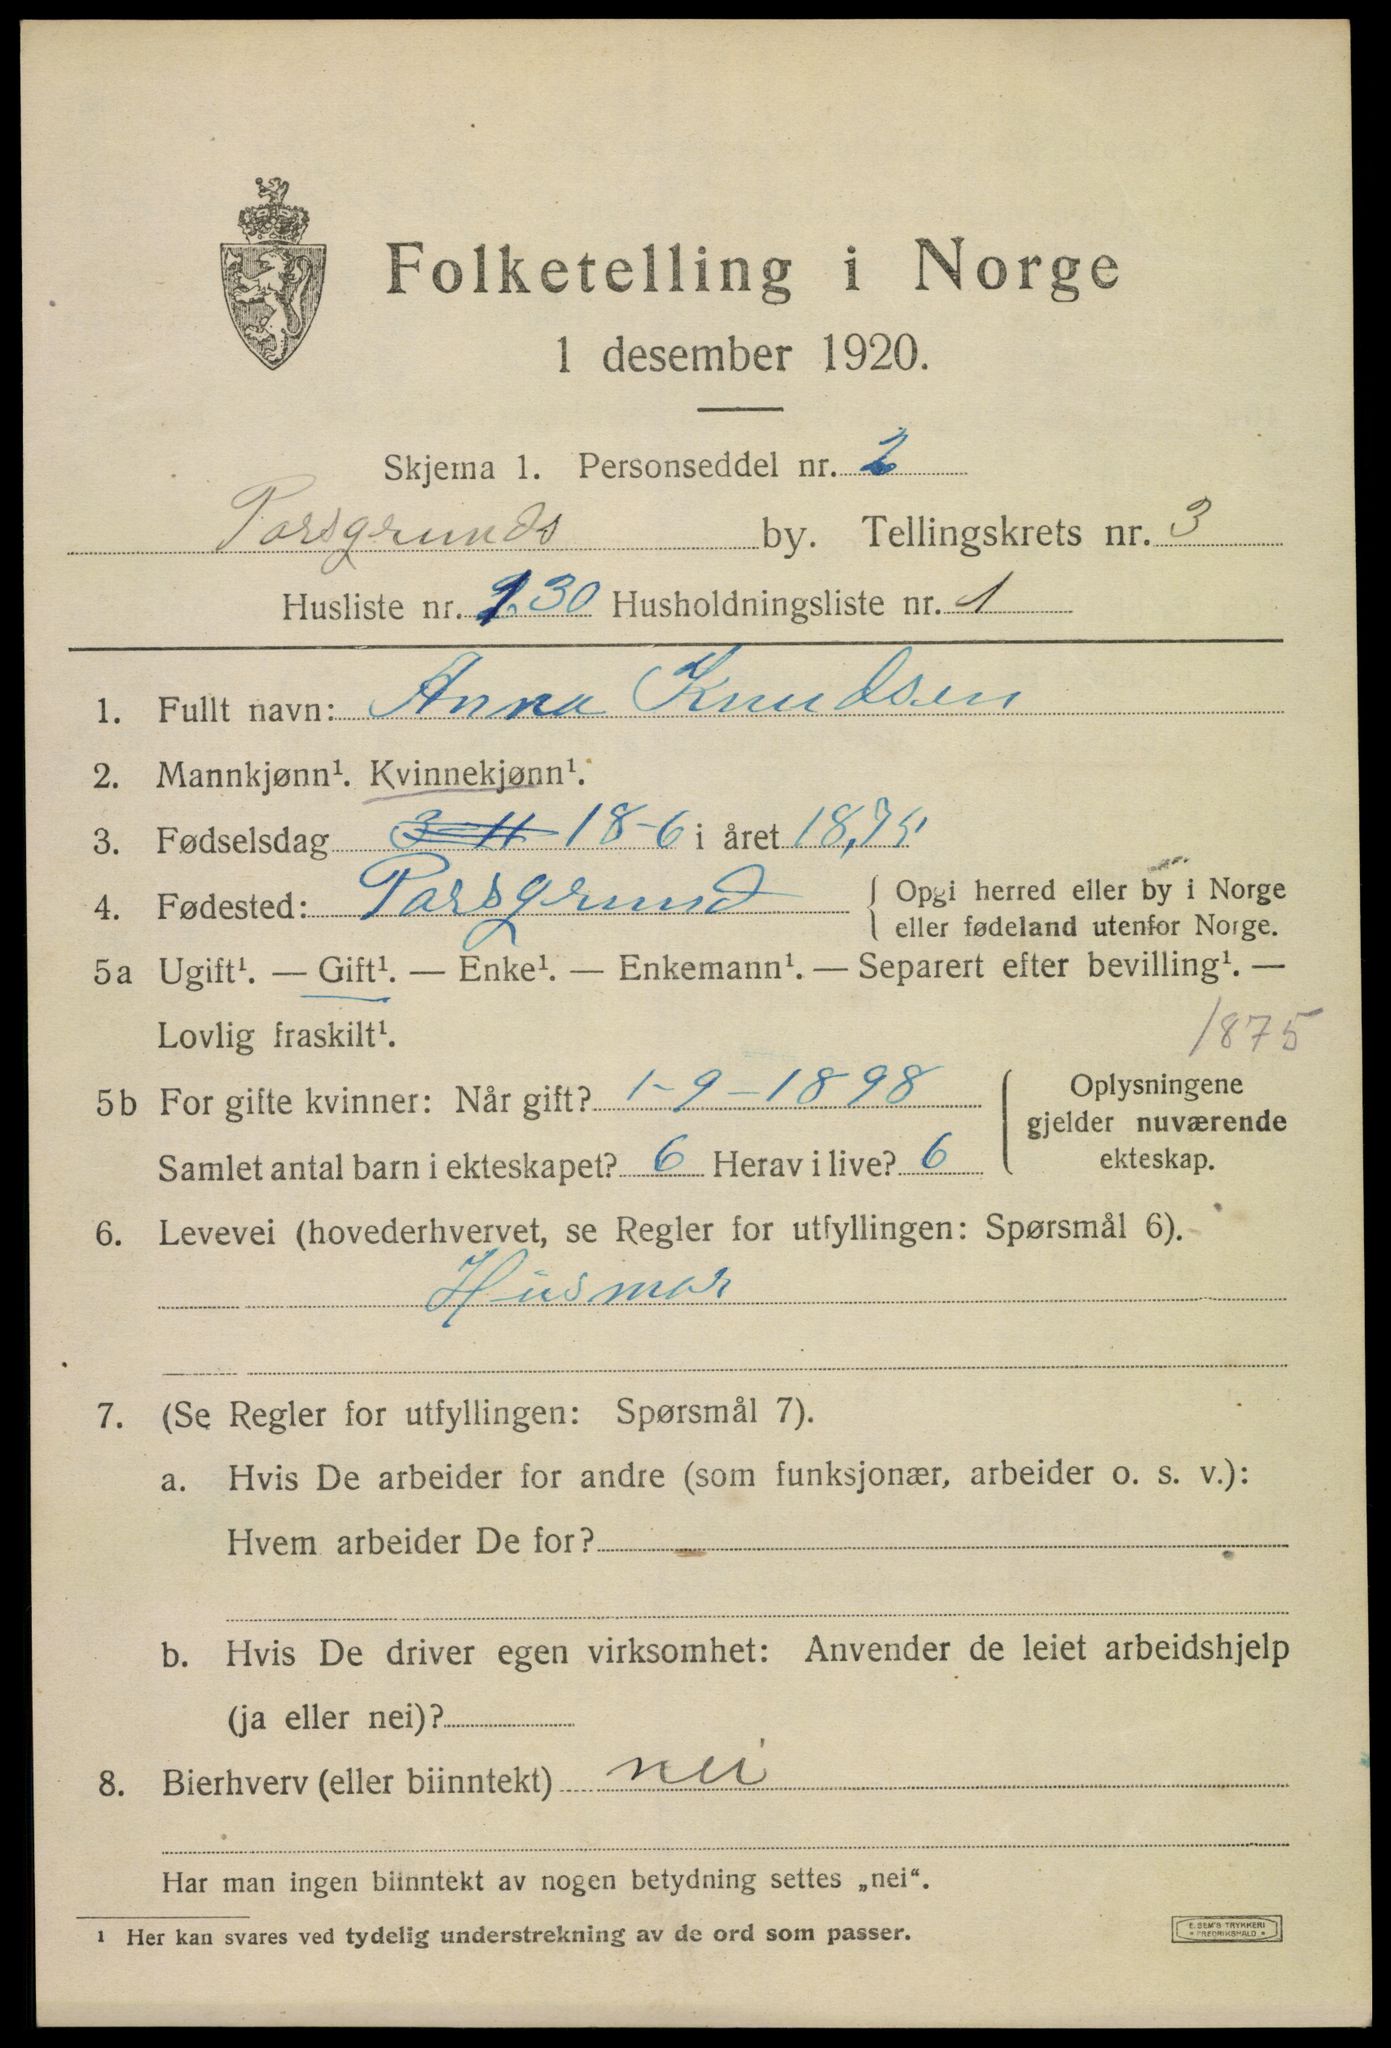 Folketelling i Norge
1 desember 1920.
Skjema 1. Personseddel nr. 2
Porsgrunds by. Tellingskrets nr. 3
Husliste nr. 130 Husholdningsliste nr. 1
1. Fullt navn: Anna Knudsen
2. Mannkjønn¹. Kvinnekjønn¹.
3. Fødselsdag 3-11 18-6 i året 1875
4. Fødested: Porsgrund { Opgi herred eller by i Norge
eller fødeland utenfor Norge.
5a Ugift¹. — Gift¹. — Enke¹. — Enkemann¹. — Separert efter bevilling¹. —
Lovlig fraskilt¹.
1875
5b For gifte kvinner: Når gift? 1-9-1898
Samlet antal barn i ekteskapet? 6 Herav i live? 6
Oplysningene
gjelder nuværende
ekteskap.
6. Levevei (hovederhvervet, se Regler for utfyllingen: Spørsmål 6).
Husmor
7. (Se Regler for utfyllingen: Spørsmål 7).
a. Hvis De arbeider for andre (som funksjonær, arbeider o. s. v.):
Hvem arbeider De for?
b. Hvis De driver egen virksomhet: Anvender de leiet arbeidshjelp
(ja eller nei)?
8. Bierhverv (eller biinntekt) nei
Har man ingen biinntekt av nogen betydning settes „nei“.
¹ Her kan svares ved tydelig understrekning av de ord som passer.
E. SEM'S TRYKKERI
* FREDRIKSHALD *